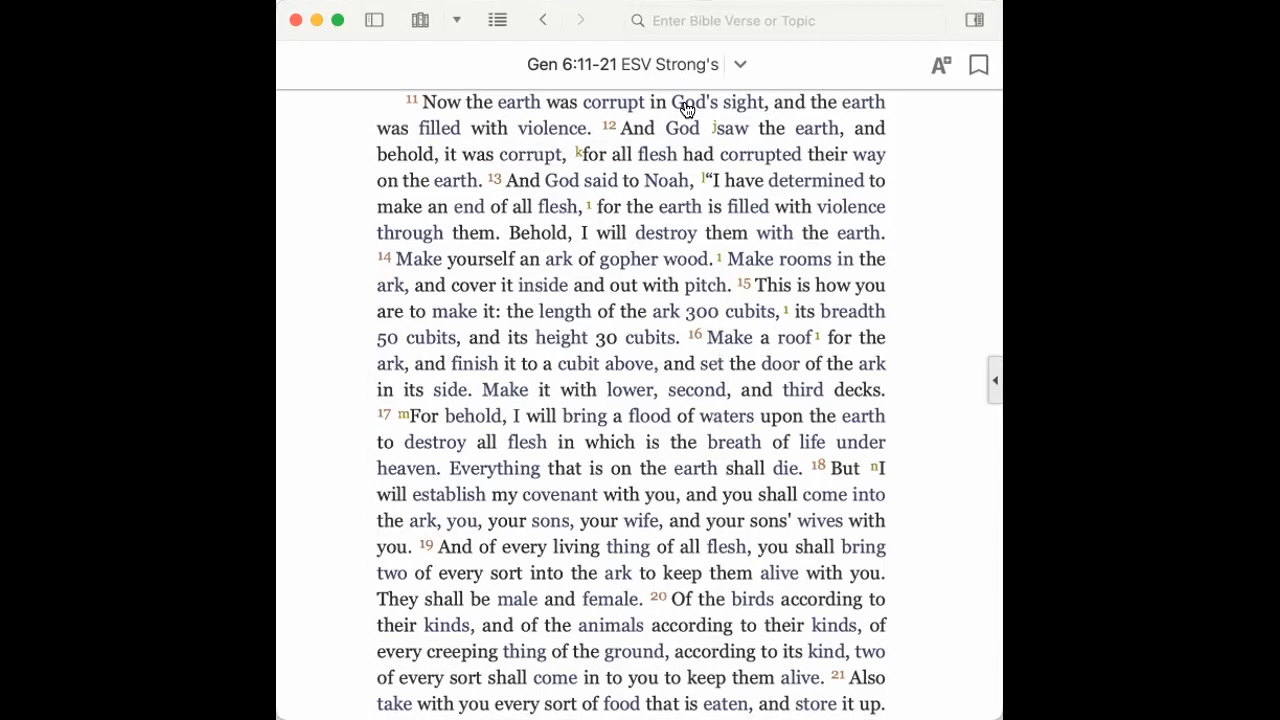 Enter Bible Verse or Topic
Gen 6:11-21 ESV Strong's
A
11 Now the earth was corrupt in God's sight, and the earth
was filled with violence. 12 And God jsaw the earth, and
behold, it was corrupt, kfor all flesh had corrupted their way
on the earth. 13 And God said to Noah, l“I have determined to
make an end of all flesh, 1 for the earth is filled with violence
through them. Behold, I will destroy them with the earth.
14 Make yourself an ark of gopher wood. 1 Make rooms in the
ark, and cover it inside and out with pitch. 15 This is how you
are to make it: the length of the ark 300 cubits, 1 its breadth
50 cubits, and its height 30 cubits. 16 Make a roof 1 for the
ark, and finish it to a cubit above, and set the door of the ark
in its side. Make it with lower, second, and third decks.
17 mFor behold, I will bring a flood of waters upon the earth
to destroy all flesh in which is the breath of life under
heaven. Everything that is on the earth shall die. 18 But nI
will establish my covenant with you, and you shall come into
the ark, you, your sons, your wife, and your sons' wives with
you. 19 And of every living thing of all flesh, you shall bring
two of every sort into the ark to keep them alive with you.
They shall be male and female. 20 Of the birds according to
their kinds, and of the animals according to their kinds, of
every creeping thing of the ground, according to its kind, two
of every sort shall come in to you to keep them alive. 21 Also
take with you every sort of food that is eaten, and store it up.